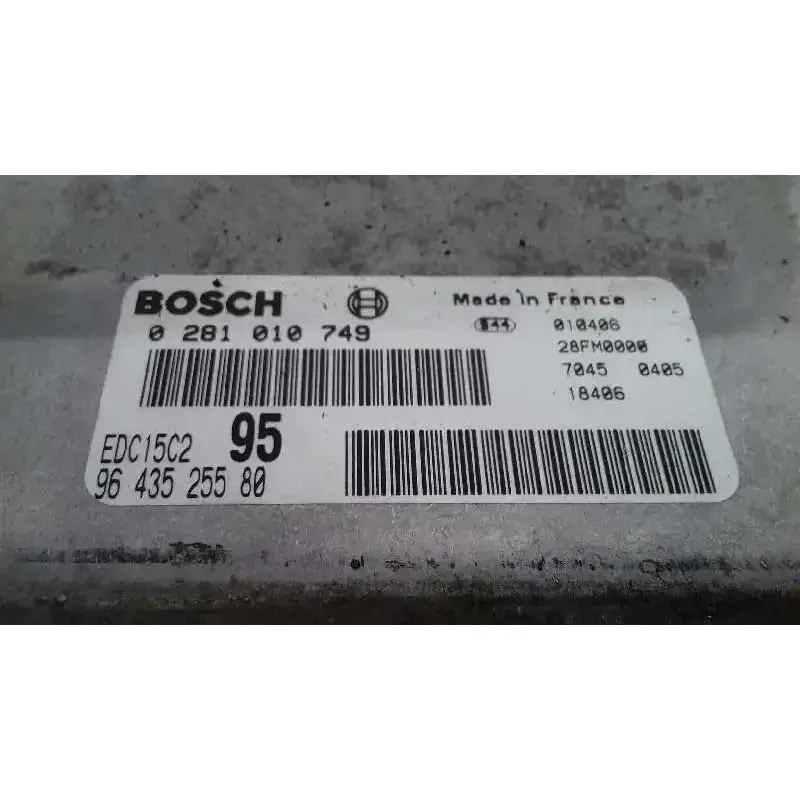 BOSCH Made in France
0 281 010 749 010406
28FM0000
7045 0405
18406
EDC15C2 95
96 435 255 80